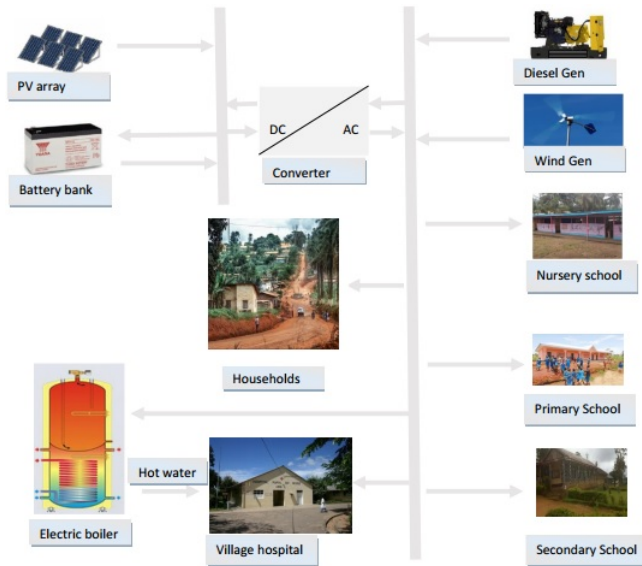 Diesel Gen
PV array
DC
AC
Wind Gen
Converter
Battery bank
Nursery school
Households
Primary School
Hot water
Electric boiler
Village hospital
Secondary School